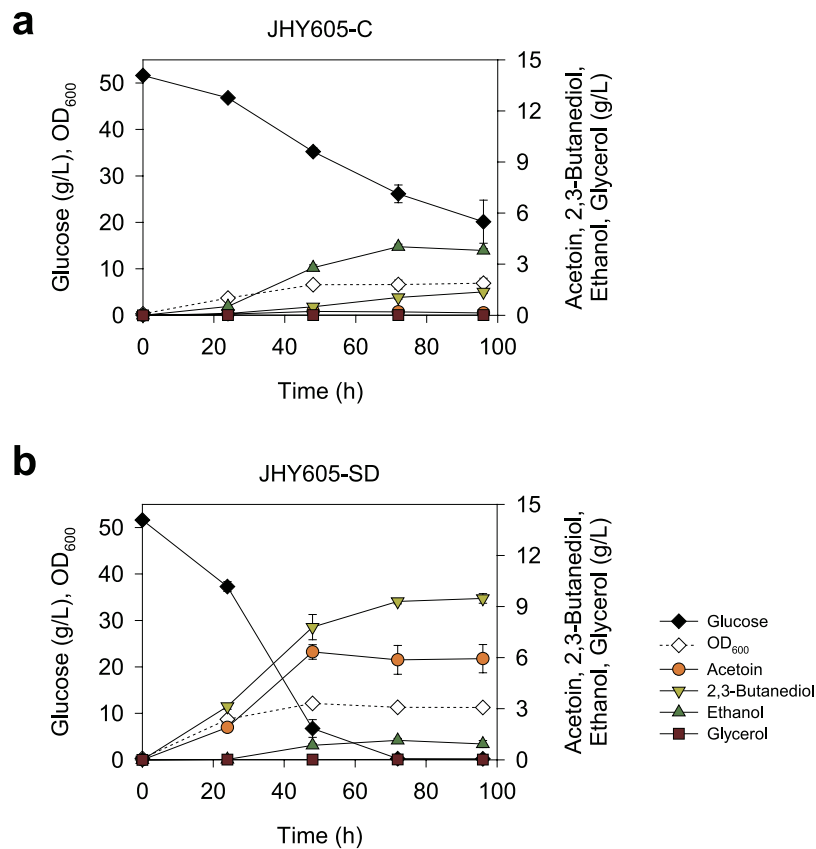 a
JHY605-C
Glucose (g/L), OD600
50
40
30
20
10
0
15
12
9
6
3
0
Acetoin, 2,3-Butanediol,
Ethanol, Glycerol (g/L)
0 20 40 60 80 100
Time (h)
b
JHY605-SD
Glucose (g/L), OD600
50
40
30
20
10
0
15
12
9
6
3
0
Acetoin, 2,3-Butanediol,
Ethanol, Glycerol (g/L)
0 20 40 60 80 100
Time (h)
Glucose
OD600
Acetoin
2,3-Butanediol
Ethanol
Glycerol